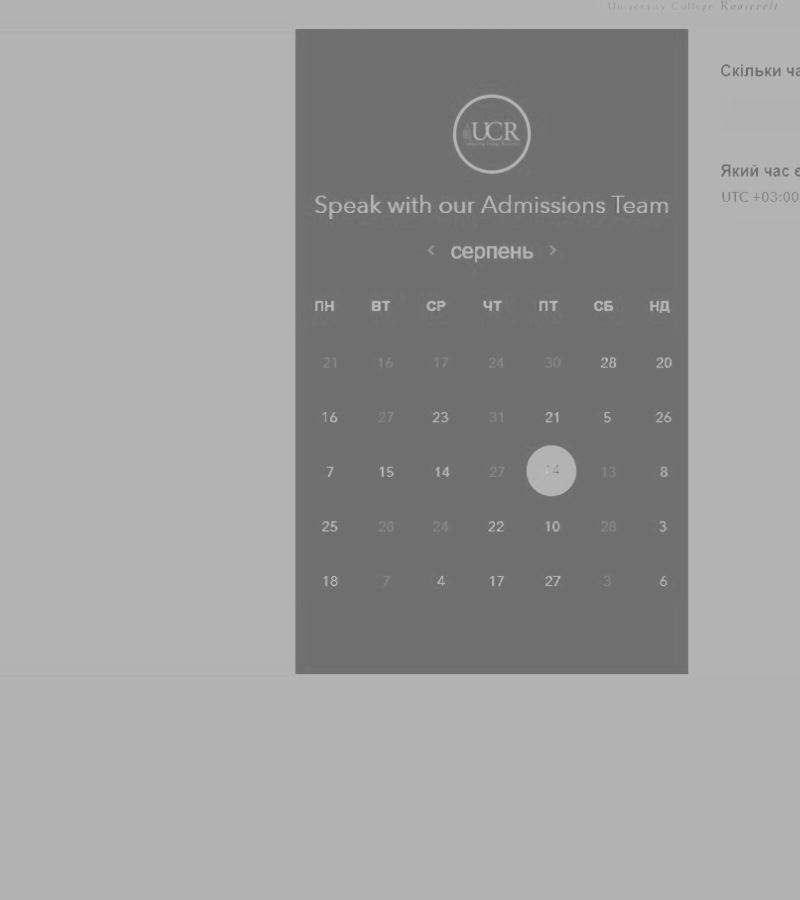 University College Roosevelt
Скільки ча
UCR
Який час є
UTC +03:00
Speak with our Admissions Team
‹ серпень ›
ПН ВТ СР ЧТ ПТ СБ НД
21 16 17 24 30 28 20
16 27 23 31 21 5 26
7 15 14 27 14 13 8
25 28 24 22 10 28 3
18 7 4 17 27 3 6